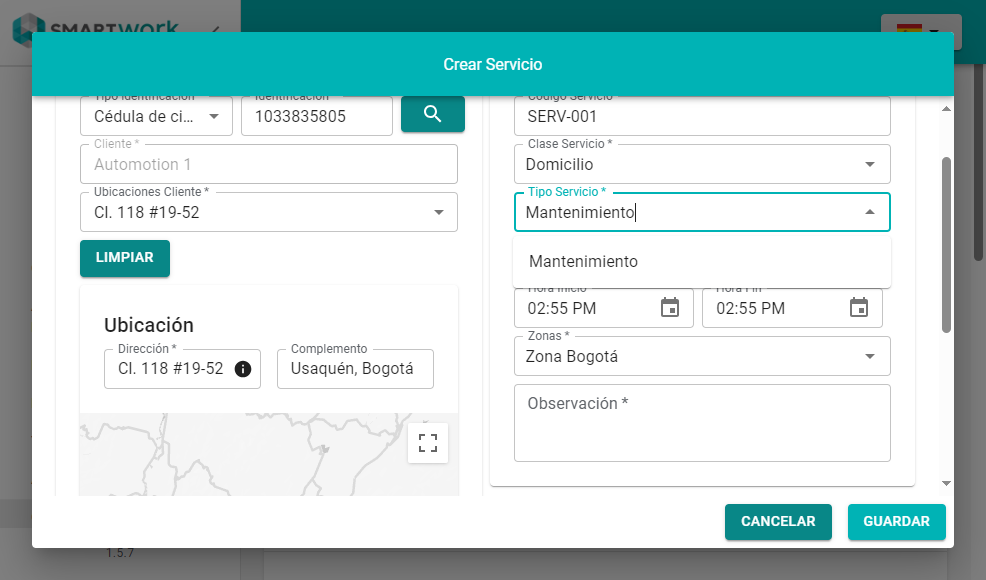 SMARTWORK
Crear Servicio
Tipo Identificación
Cédula de ci...
Identificación
1033835805
Cliente *
Automotion 1
Ubicaciones Cliente *
Cl. 118 #19-52
LIMPIAR
Ubicación
Dirección *
Cl. 118 #19-52
Complemento
Usaquén, Bogotá
Código Servicio
SERV-001
Clase Servicio *
Domicilio
Tipo Servicio *
Mantenimiento
Mantenimiento
Hora Inicio
02:55 PM
Hora Fin
02:55 PM
Zonas *
Zona Bogotá
Observación *
CANCELAR
GUARDAR
1.5.7